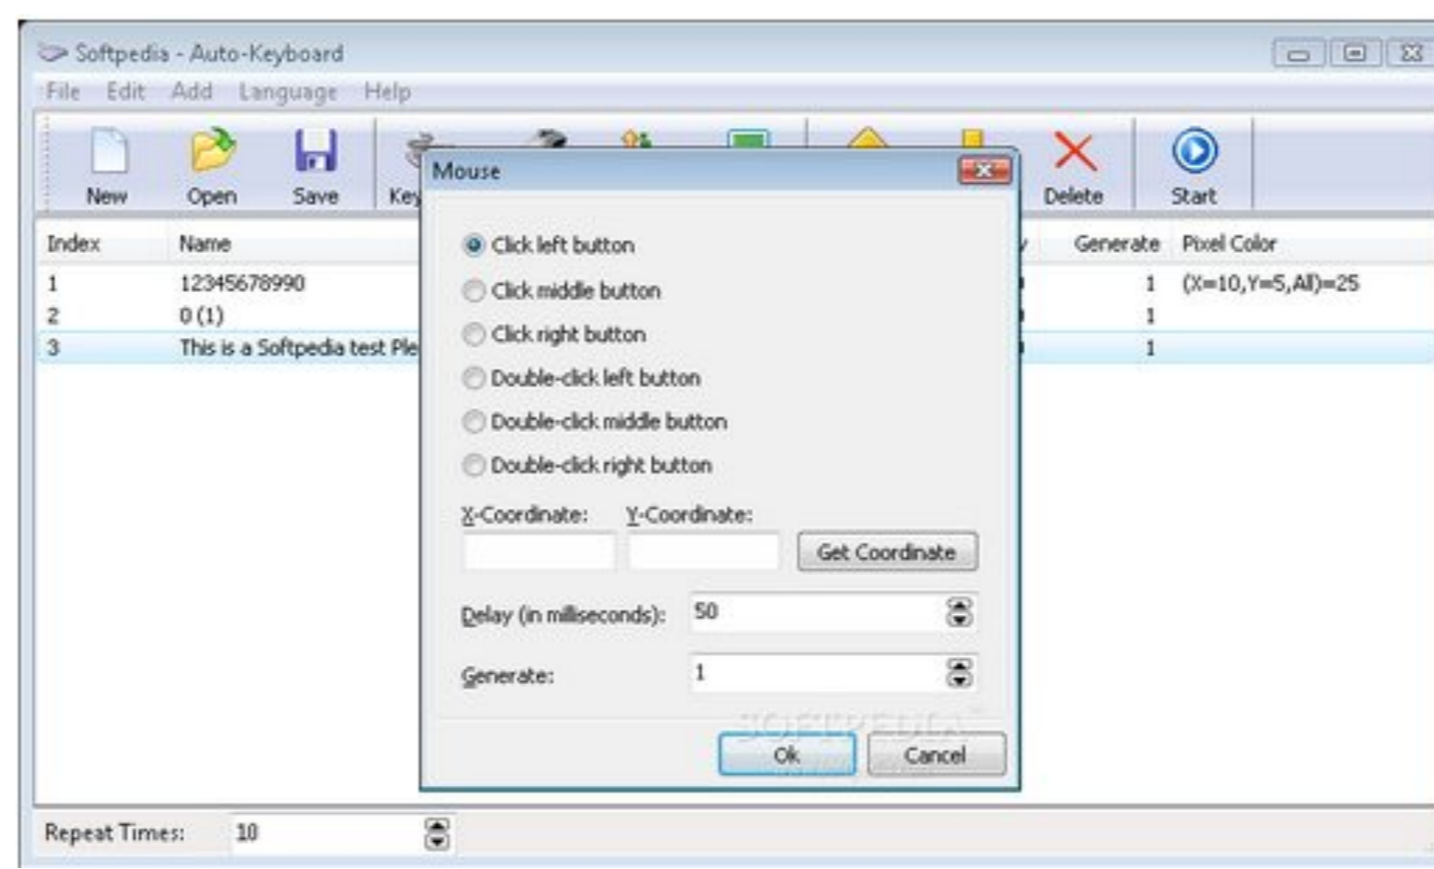 Softpedia - Auto-Keyboard
File Edit Add Language Help
New Open Save Key Delete Start
Mouse
Index Name Generate Pixel Color
1 12345678990 1 (X=10,Y=5,All)=25
2 0 (1) 1
3 This is a Softpedia test Ple 1
Click left button
Click middle button
Click right button
Double-click left button
Double-click middle button
Double-click right button
X-Coordinate: Y-Coordinate:
Get Coordinate
Delay (in milliseconds): 50
Generate: 1
SOFTPEDIA
Ok Cancel
Repeat Times: 10